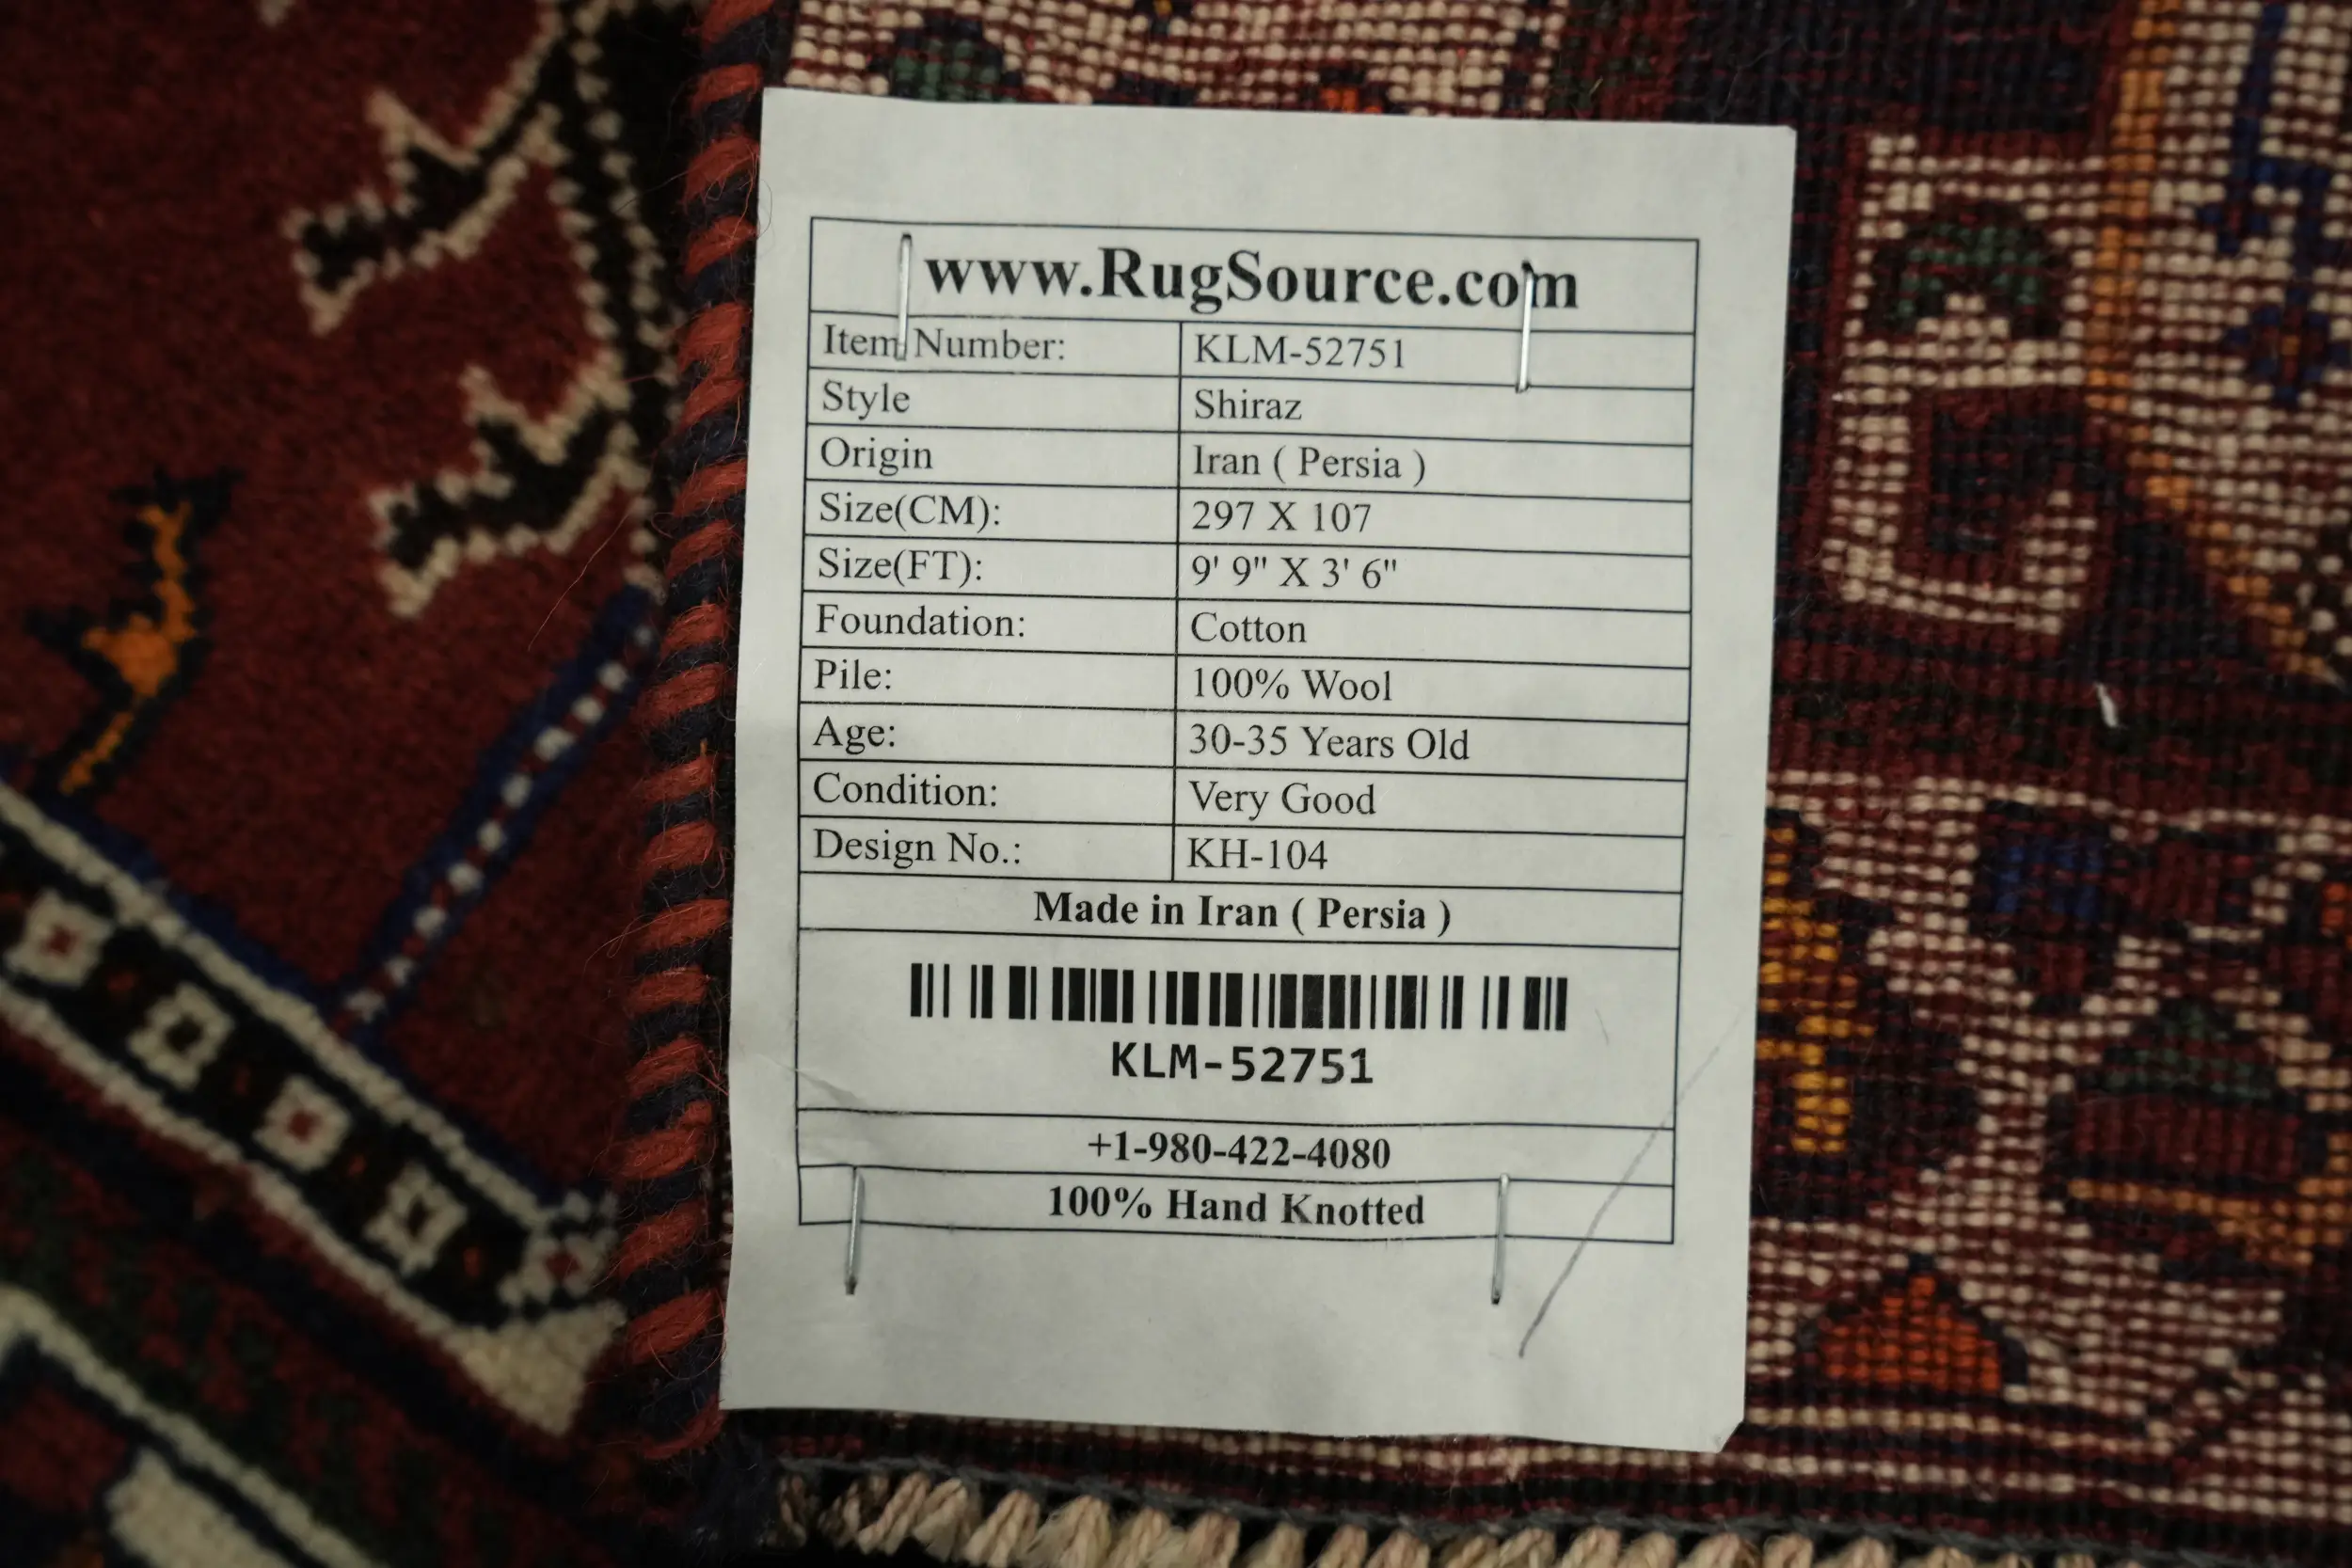 www.RugSource.com
Item Number: KLM-52751
Style Shiraz
Origin Iran ( Persia )
Size(CM): 297 X 107
Size(FT): 9' 9" X 3' 6"
Foundation: Cotton
Pile: 100% Wool
Age: 30-35 Years Old
Condition: Very Good
Design No.: KH-104
Made in Iran ( Persia )
KLM-52751
+1-980-422-4080
100% Hand Knotted